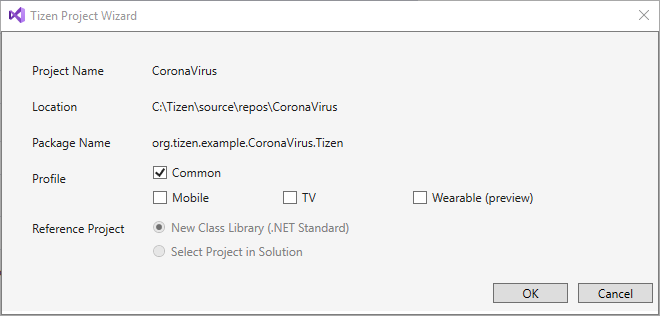 Tizen Project Wizard
Project Name CoronaVirus
Location C:\Tizen\source\repos\CoronaVirus
Package Name org.tizen.example.CoronaVirus.Tizen
Profile Common
Mobile TV Wearable (preview)
Reference Project New Class Library (.NET Standard)
Select Project in Solution
OK Cancel